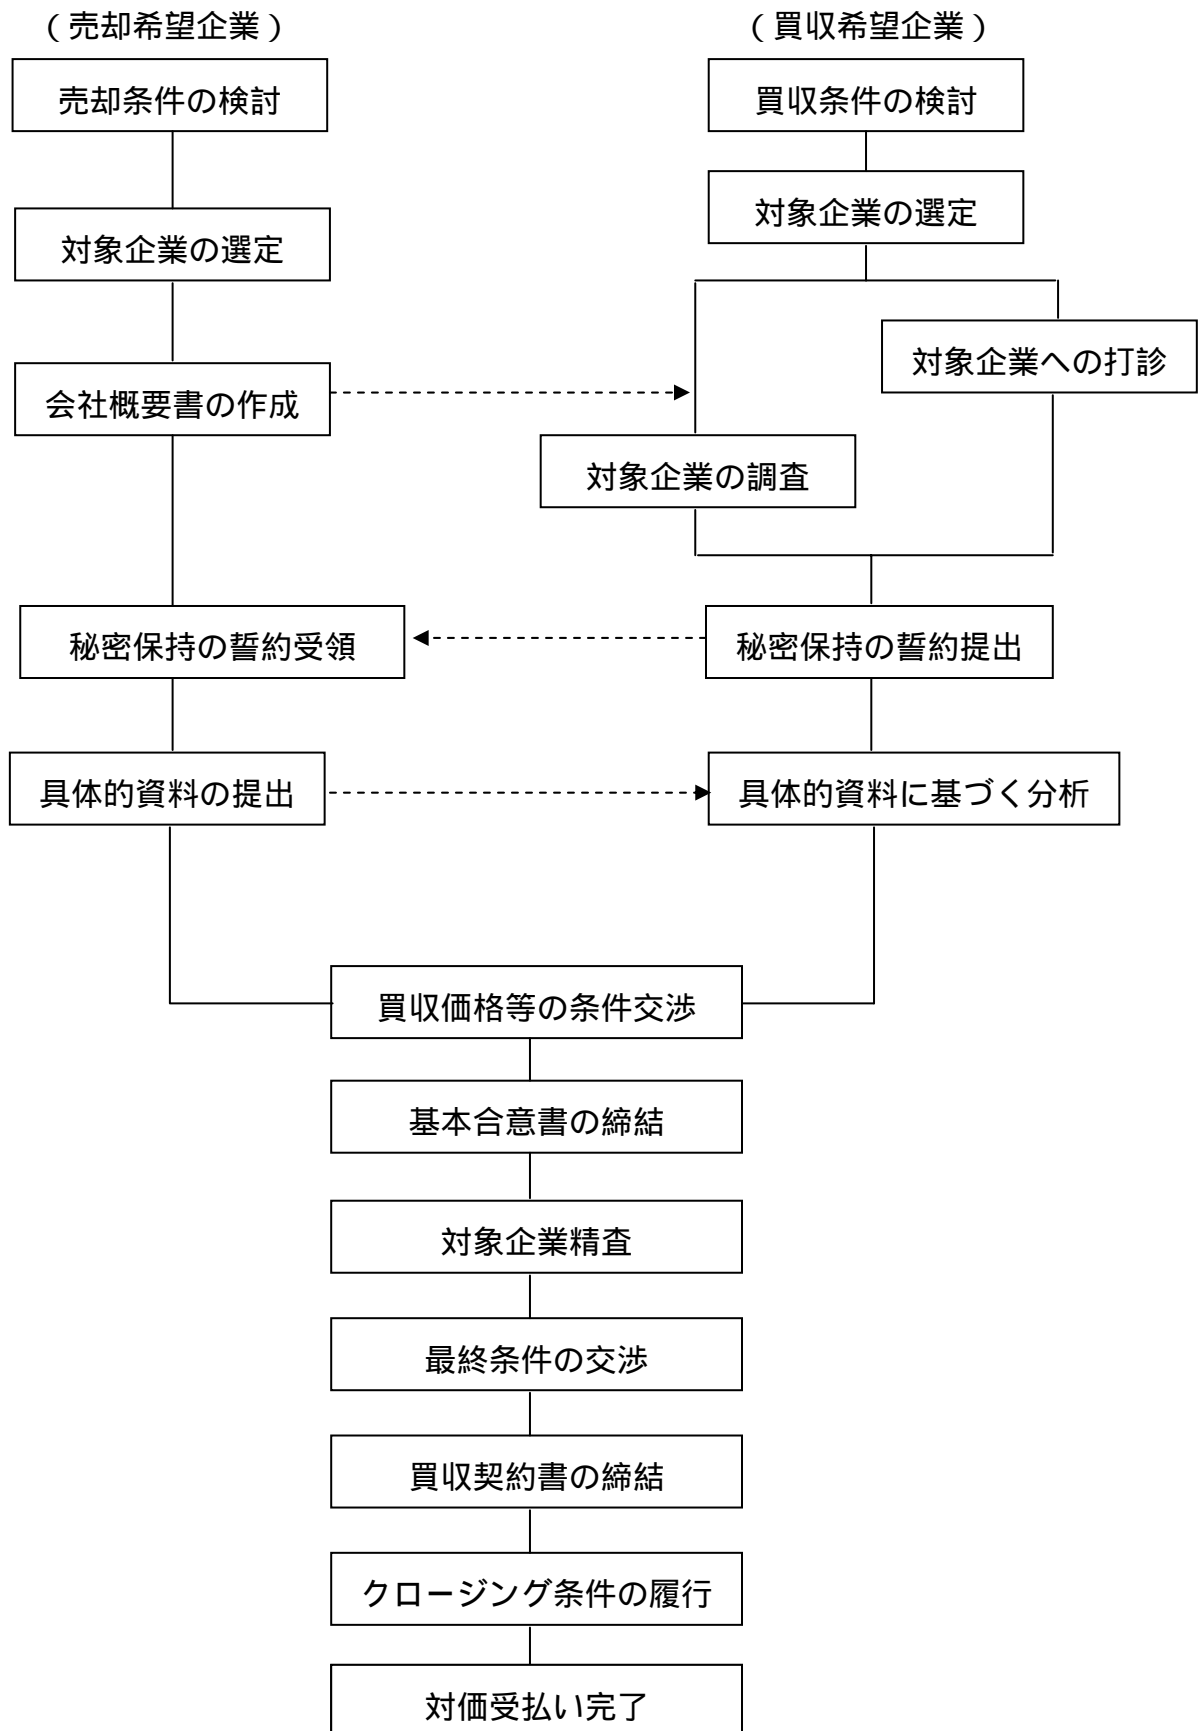 （売却希望企業）
（買収希望企業）
売却条件の検討
買収条件の検討
対象企業の選定
対象企業の選定
対象企業への打診
会社概要書の作成
対象企業の調査
秘密保持の誓約受領
秘密保持の誓約提出
具体的資料の提出
具体的資料に基づく分析
買収価格等の条件交渉
基本合意書の締結
対象企業精査
最終条件の交渉
買収契約書の締結
クロージング条件の履行
対価受払い完了